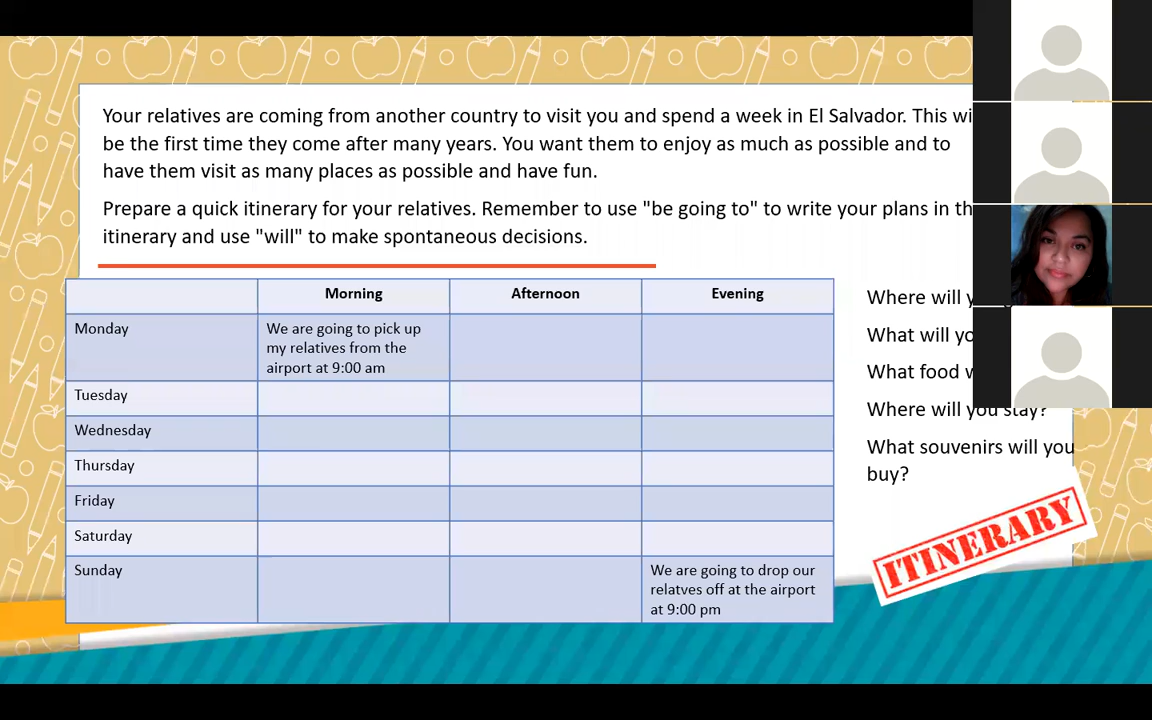 Your relatives are coming from another country to visit you and spend a week in El Salvador. This
be the first time they come after many years. You want them to enjoy as much as possible and to
have them visit as many places as possible and have fun.
Prepare a quick itinerary for your relatives. Remember to use "be going to" to write your plans in
itinerary and use "will" to make spontaneous decisions.
Morning Afternoon Evening
Monday
We are going to pick up
my relatives from the
airport at 9:00 am
Tuesday
Wednesday
Thursday
Friday
Saturday
Sunday
We are going to drop our
relatves off at the airport
at 9:00 pm
Where will
What will
What food
Where will you stay?
What souvenirs will you
buy?
ITINERARY